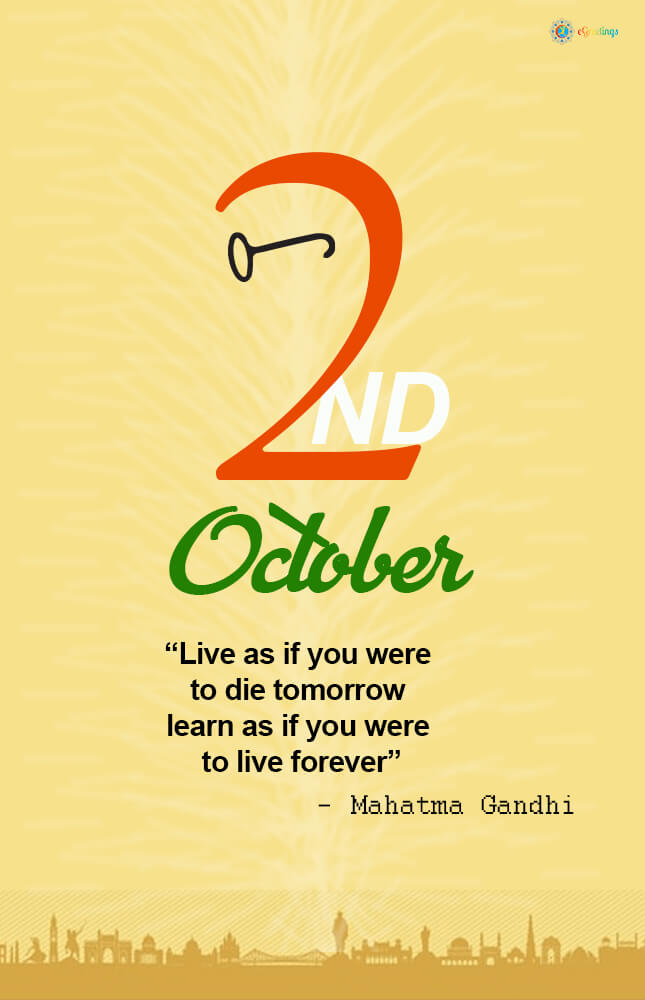 eGreetings
2ND
October
“Live as if you were
to die tomorrow
learn as if you were
to live forever”
- Mahatma Gandhi